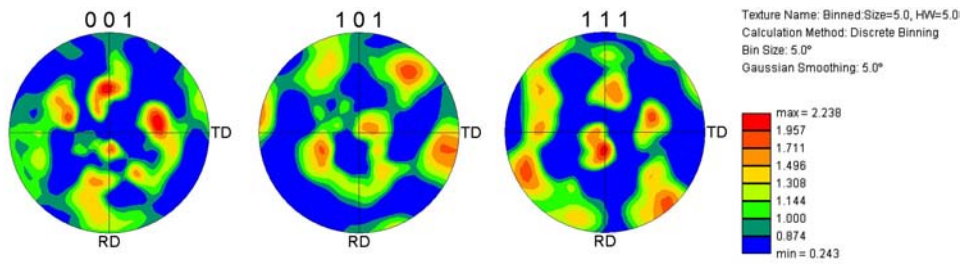 0 0 1
1 0 1
1 1 1
TD
RD
TD
RD
TD
RD
Texture Name: Binned:Size=5.0, HW=5.0
Calculation Method: Discrete Binning
Bin Size: 5.0°
Gaussian Smoothing: 5.0°
max = 2.238
1.957
1.711
1.496
1.308
1.144
1.000
0.874
min = 0.243